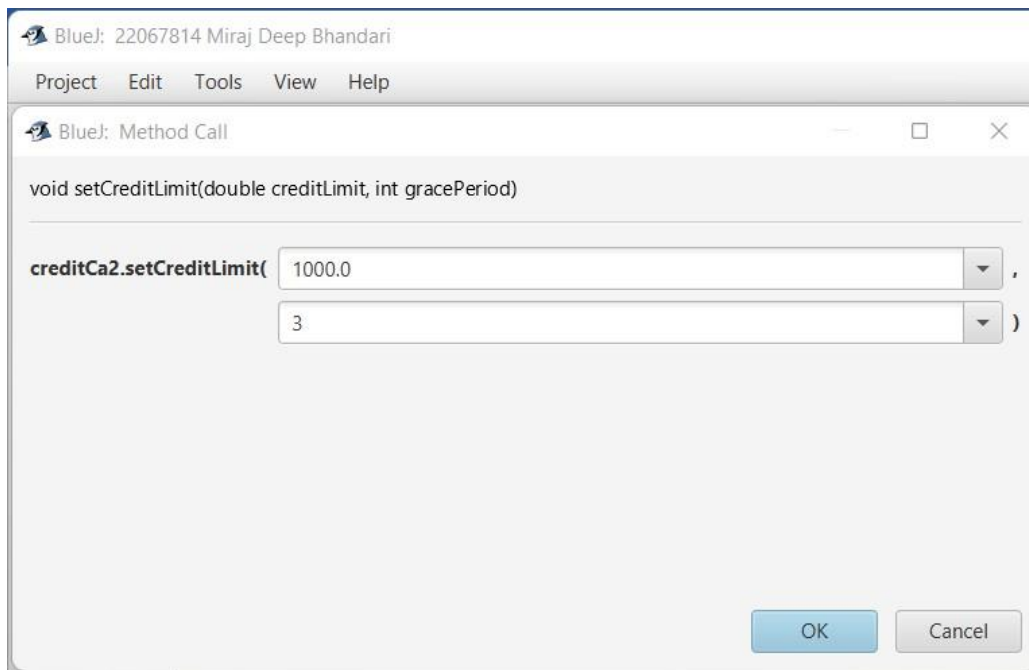 BlueJ: 22067814 Miraj Deep Bhandari
Project Edit Tools View Help
BlueJ: Method Call
void setCreditLimit(double creditLimit, int gracePeriod)
creditCa2.setCreditLimit( 1000.0 ,
3 )
OK Cancel